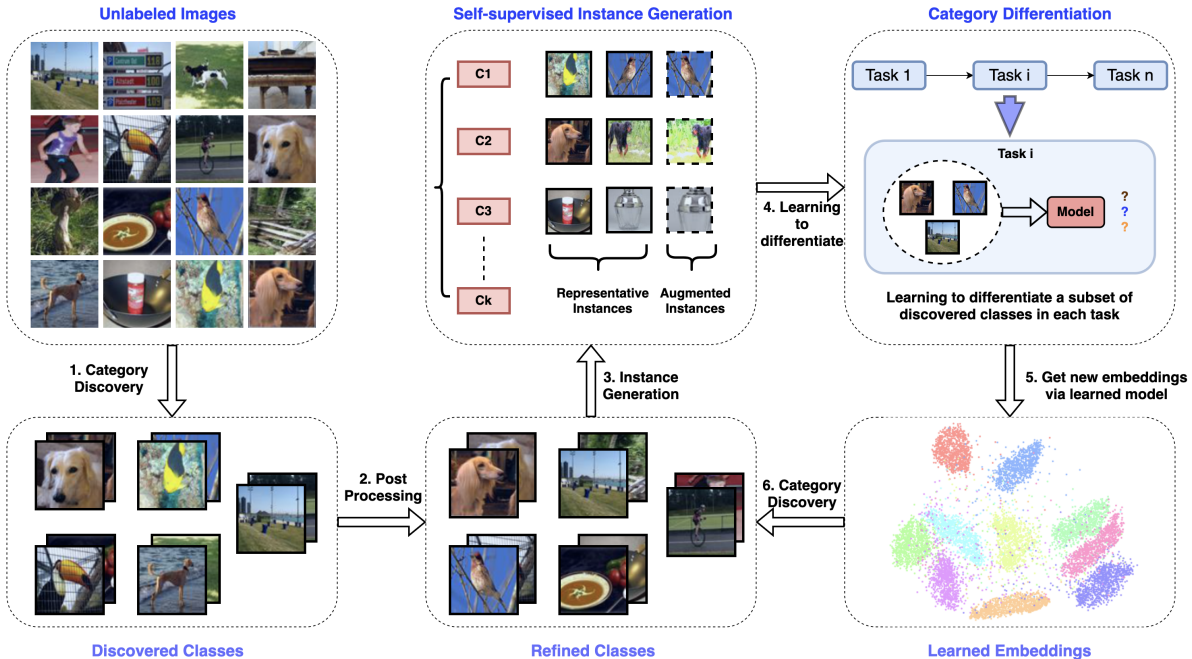 Unlabeled Images
Self-supervised Instance Generation
Category Differentiation
C1
C2
C3
Ck
Representative
Instances
Augmented
Instances
Task 1
Task i
Task n
Task i
Model
?
?
?
Learning to differentiate a subset of
discovered classes in each task
4. Learning
to
differentiate
1. Category
Discovery
3. Instance
Generation
5. Get new embeddings
via learned model
2. Post
Processing
6. Category
Discovery
Discovered Classes
Refined Classes
Learned Embeddings